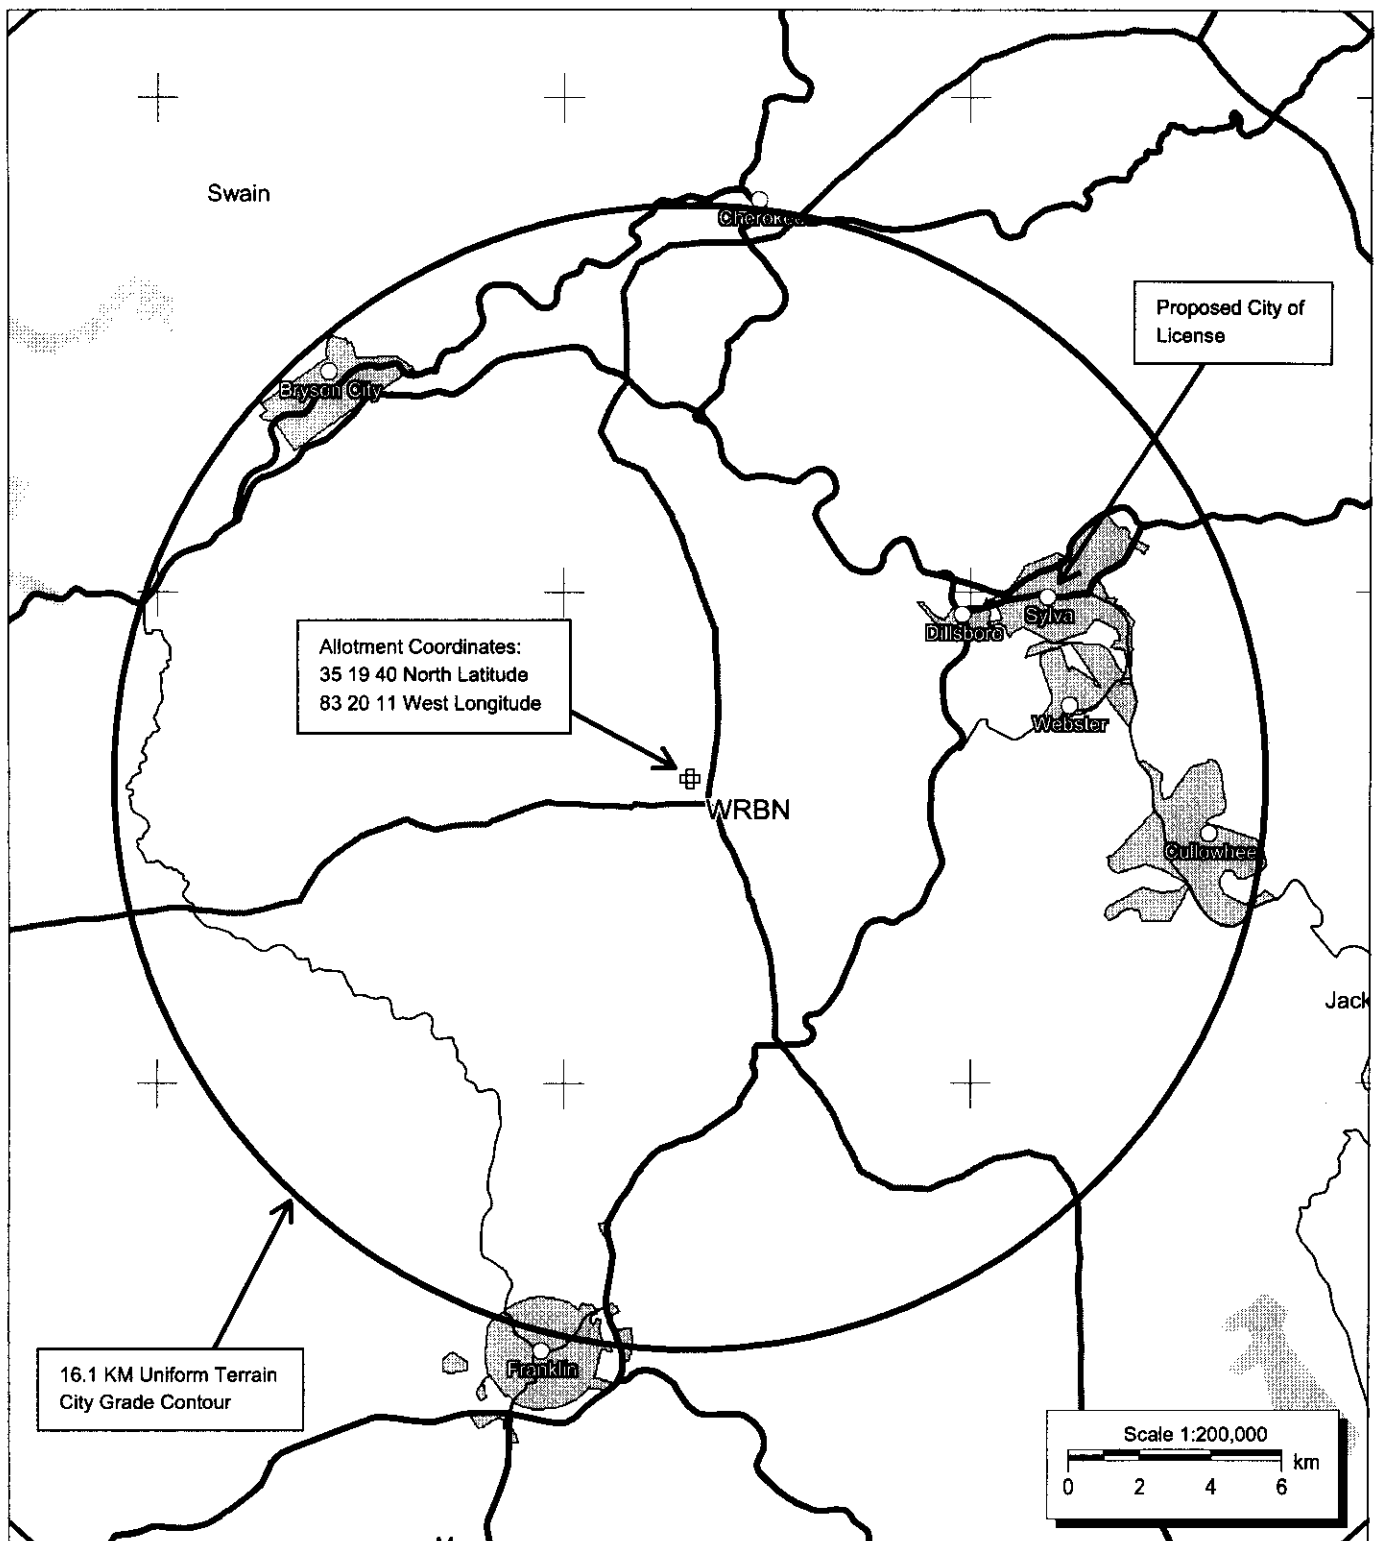 Swain
Cherokee
Proposed City of
License
Bryson City
Sylva
Dillsboro
Allotment Coordinates:
35 19 40 North Latitude
83 20 11 West Longitude
Webster
WRBN
Cullowhee
Jack
Franklin
16.1 KM Uniform Terrain
City Grade Contour
Scale 1:200,000
km
0 2 4 6